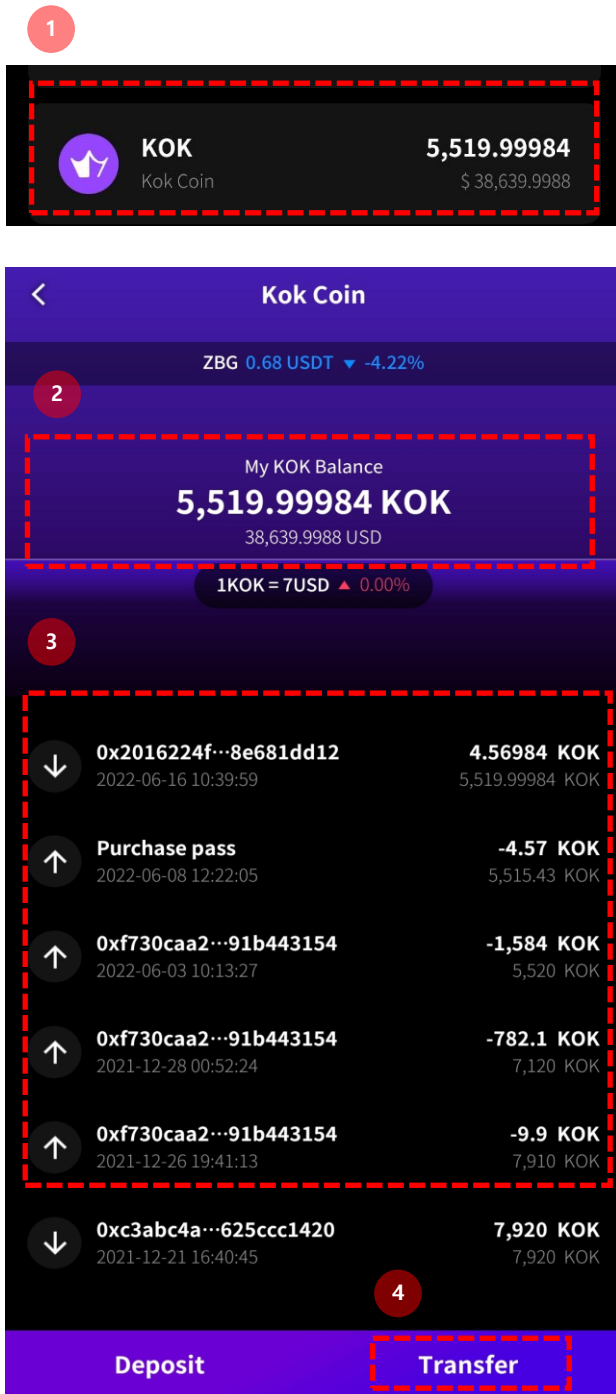 1
KOK 5,519.99984
Kok Coin $ 38,639.9988
Kok Coin
ZBG 0.68 USDT ▼ -4.22%
2
My KOK Balance
5,519.99984 KOK
38,639.9988 USD
1KOK = 7USD ▲ 0.00%
3
0x2016224f···8e681dd12 4.56984 KOK
2022-06-16 10:39:59 5,519.99984 KOK
Purchase pass -4.57 KOK
2022-06-08 12:22:05 5,515.43 KOK
0xf730caa2···91b443154 -1,584 KOK
2022-06-03 10:13:27 5,520 KOK
0xf730caa2···91b443154 -782.1 KOK
2021-12-28 00:52:24 7,120 KOK
0xf730caa2···91b443154 -9.9 KOK
2021-12-26 19:41:13 7,910 KOK
0xc3abc4a···625ccc1420 7,920 KOK
2021-12-21 16:40:45 7,920 KOK
4
Deposit Transfer